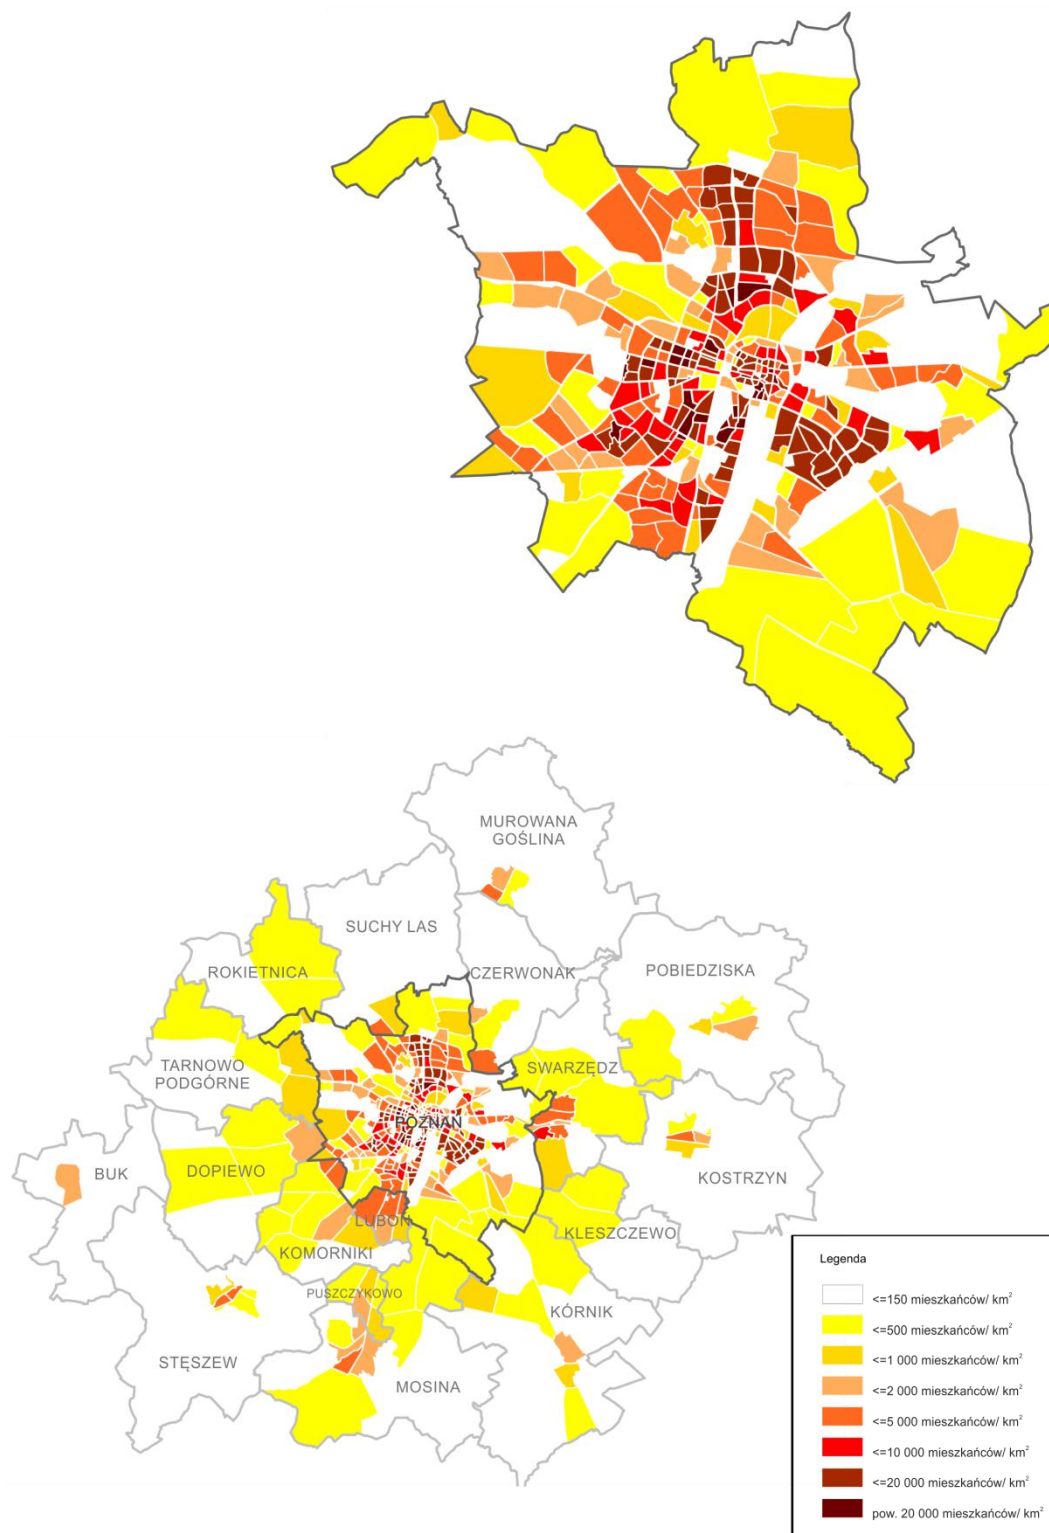 MUROWANA
GOŚLINA
SUCHY LAS
ROKIETNICA
CZERWONAK
POBIEDZISKA
TARNOWO
PODGÓRNE
SWARZĘDZ
POZNAŃ
BUK
DOPIEWO
KOSTRZYN
LUBOŃ
KLESZCZEWO
KOMORNIKI
PUSZCZYKOWO
KÓRNIK
STĘSZEW
MOSINA
Legenda
<=150 mieszkańców/ km²
<=500 mieszkańców/ km²
<=1 000 mieszkańców/ km²
<=2 000 mieszkańców/ km²
<=5 000 mieszkańców/ km²
<=10 000 mieszkańców/ km²
<=20 000 mieszkańców/ km²
pow. 20 000 mieszkańców/ km²